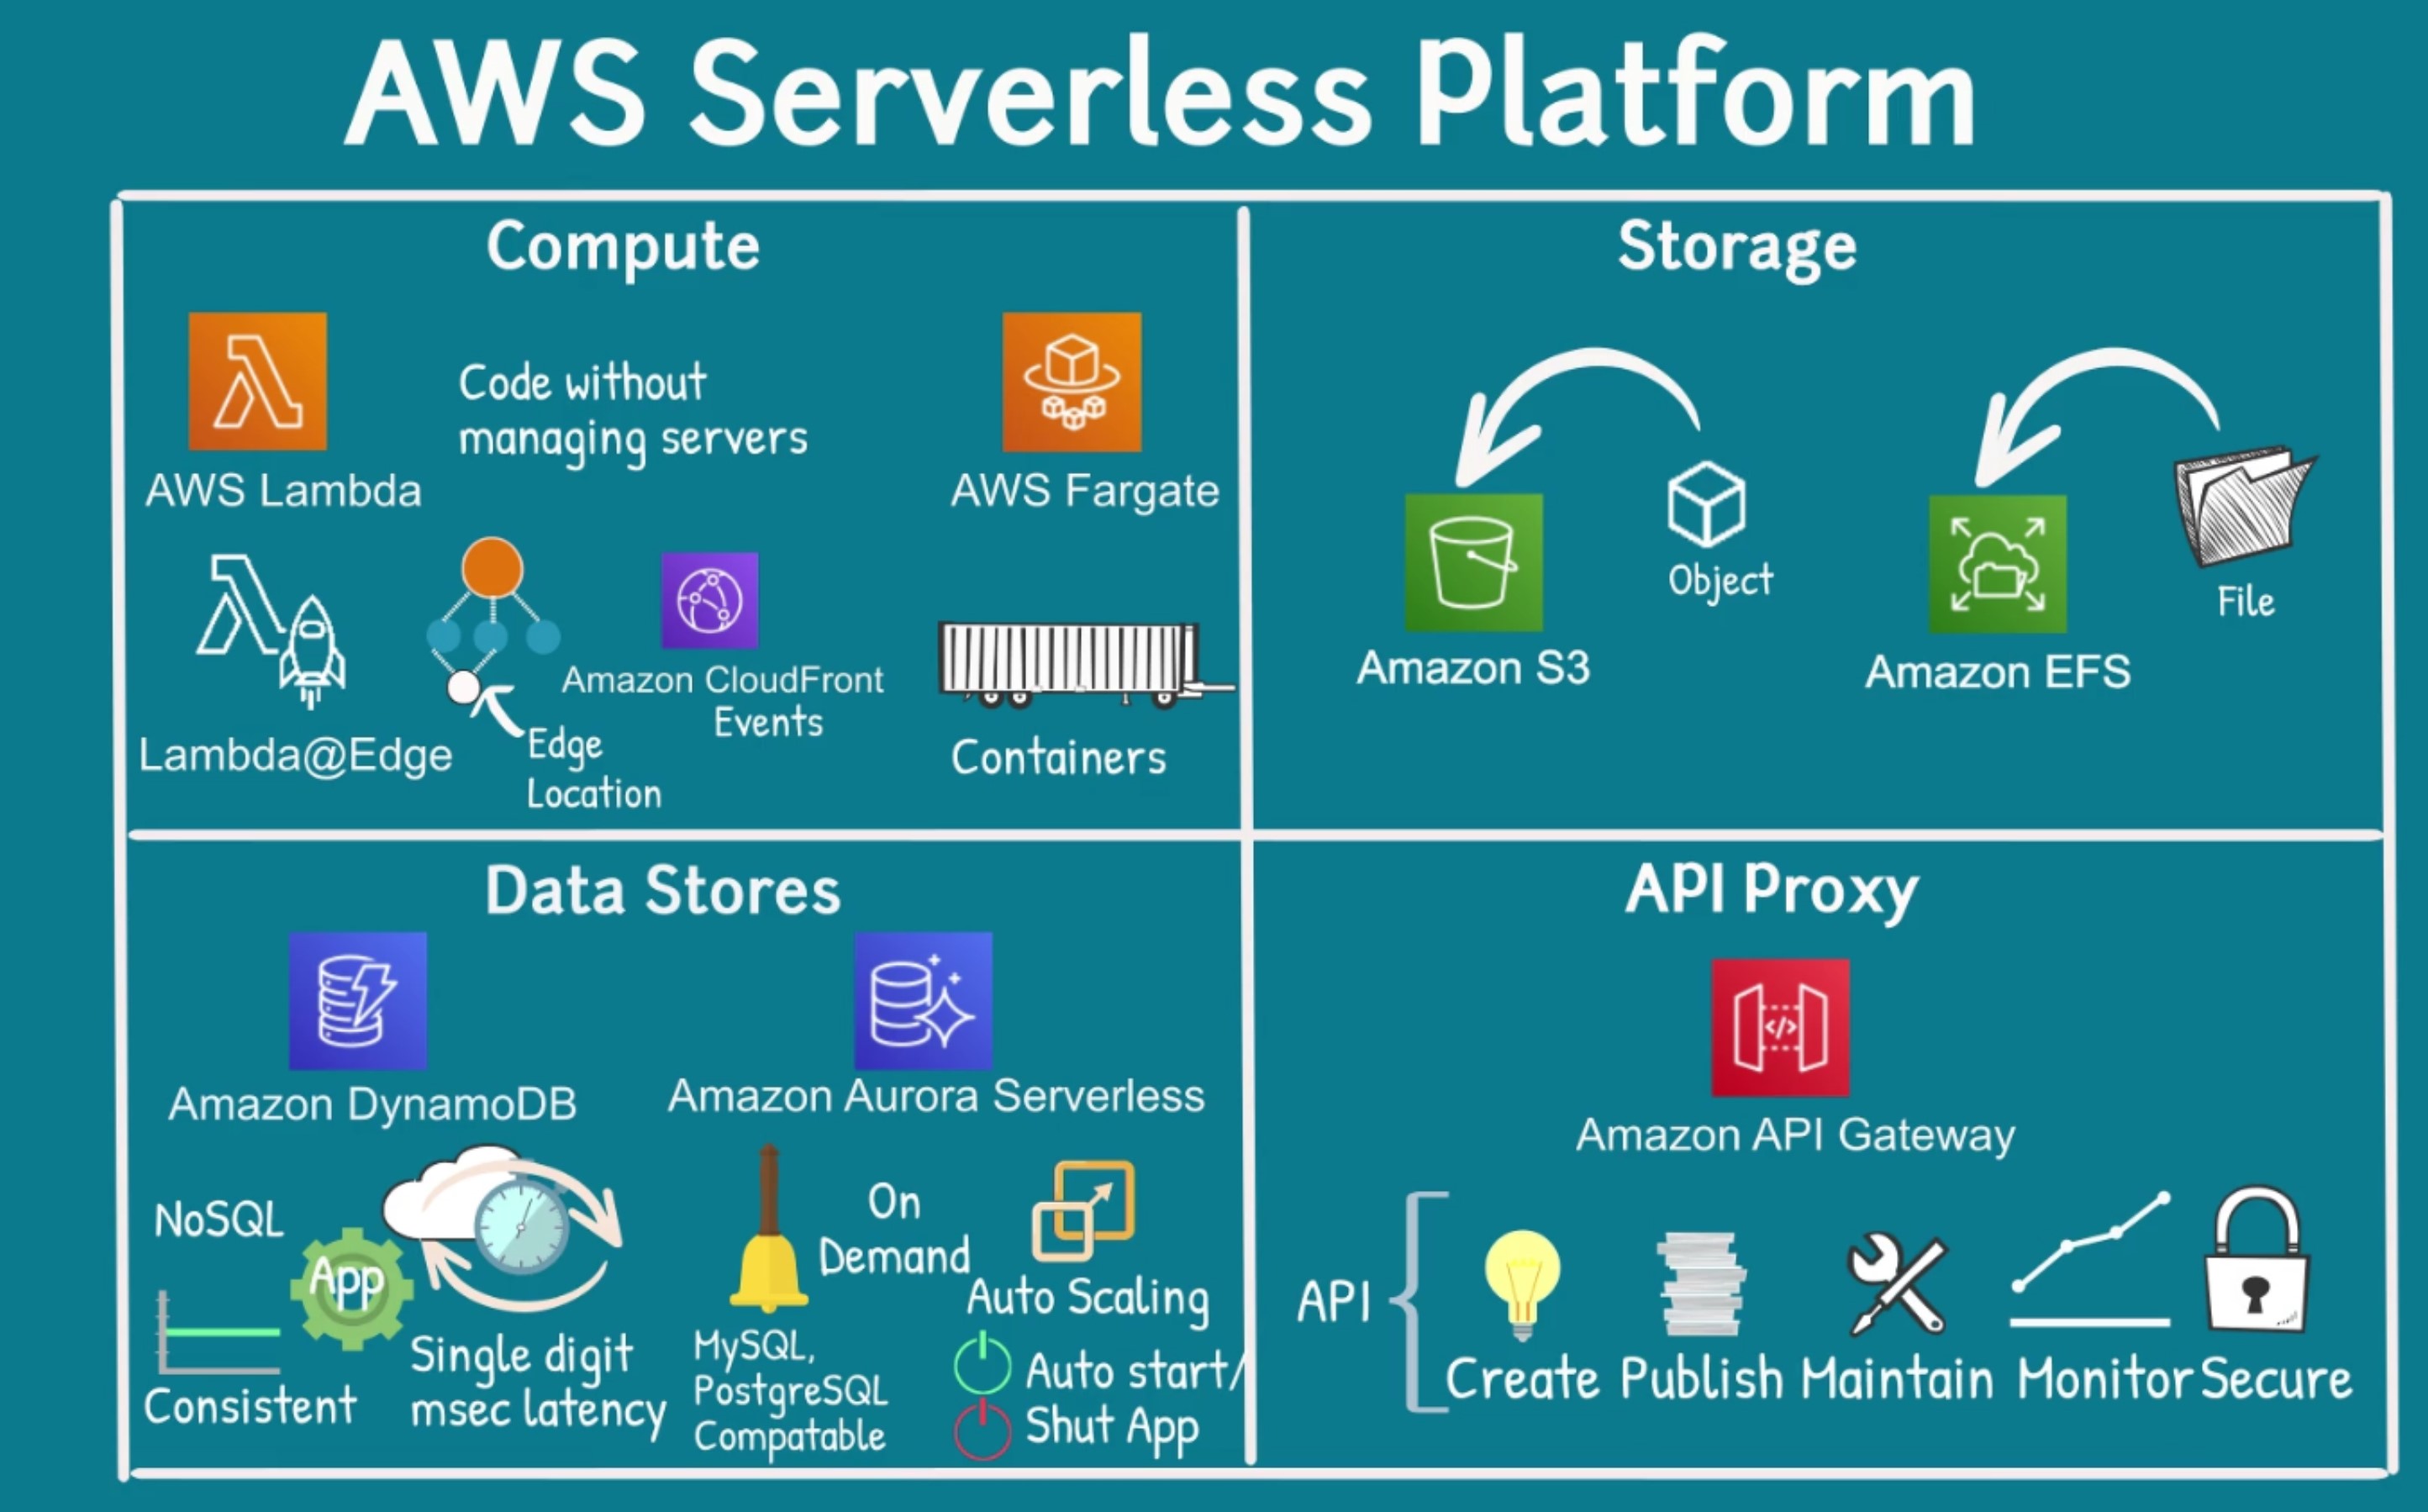 AWS Serverless Platform
Compute
AWS Lambda
Code without
managing servers
AWS Fargate
Lambda@Edge
Edge
Location
Amazon CloudFront
Events
Containers
Storage
Amazon S3
Object
Amazon EFS
File
Data Stores
Amazon DynamoDB
NoSQL
App
Consistent
Single digit
msec latency
Amazon Aurora Serverless
On
Demand
Auto Scaling
MySQL,
PostgreSQL
Compatable
Auto start/
Shut App
API Proxy
</>
Amazon API Gateway
API
Create
Publish
Maintain
Monitor
Secure